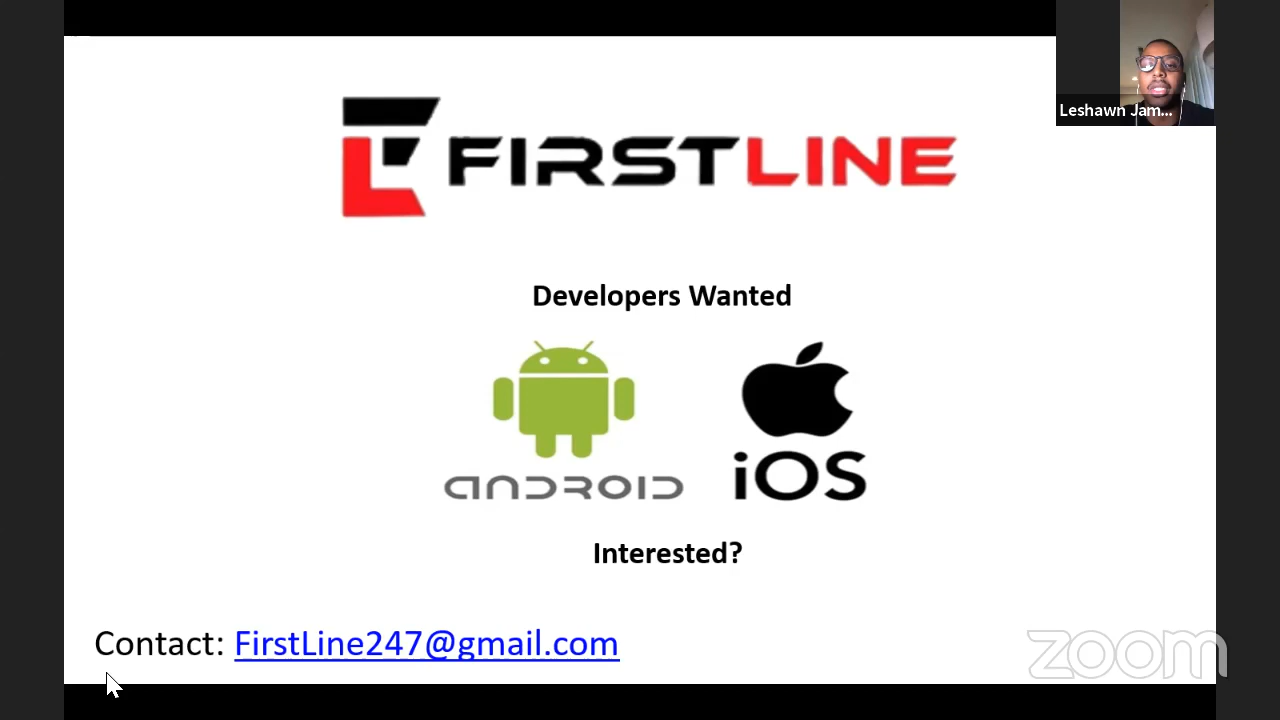 Leshawn Jam...
FIRSTLINE
Developers Wanted
ANDROID
iOS
Interested?
Contact: FirstLine247@gmail.com
zoom